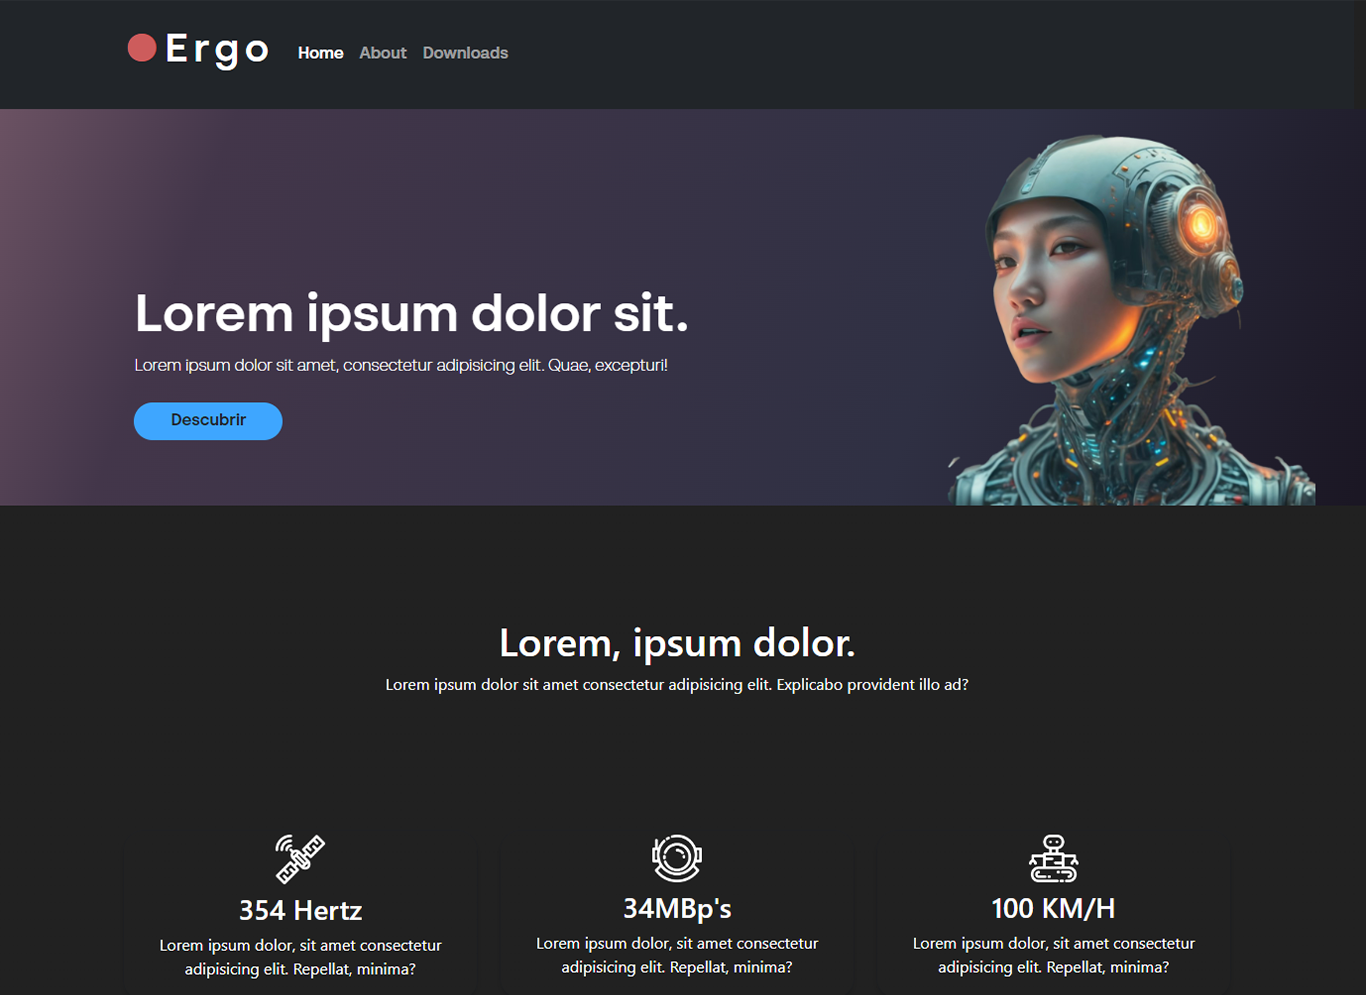 Ergo Home About Downloads
Lorem ipsum dolor sit.
Lorem ipsum dolor sit amet, consectetur adipisicing elit. Quae, excepturi!
Descubrir
Lorem, ipsum dolor.
Lorem ipsum dolor sit amet consectetur adipisicing elit. Explicabo provident illo ad?
354 Hertz
Lorem ipsum dolor, sit amet consectetur
adipisicing elit. Repellat, minima?
34MBp's
Lorem ipsum dolor, sit amet consectetur
adipisicing elit. Repellat, minima?
100 KM/H
Lorem ipsum dolor, sit amet consectetur
adipisicing elit. Repellat, minima?